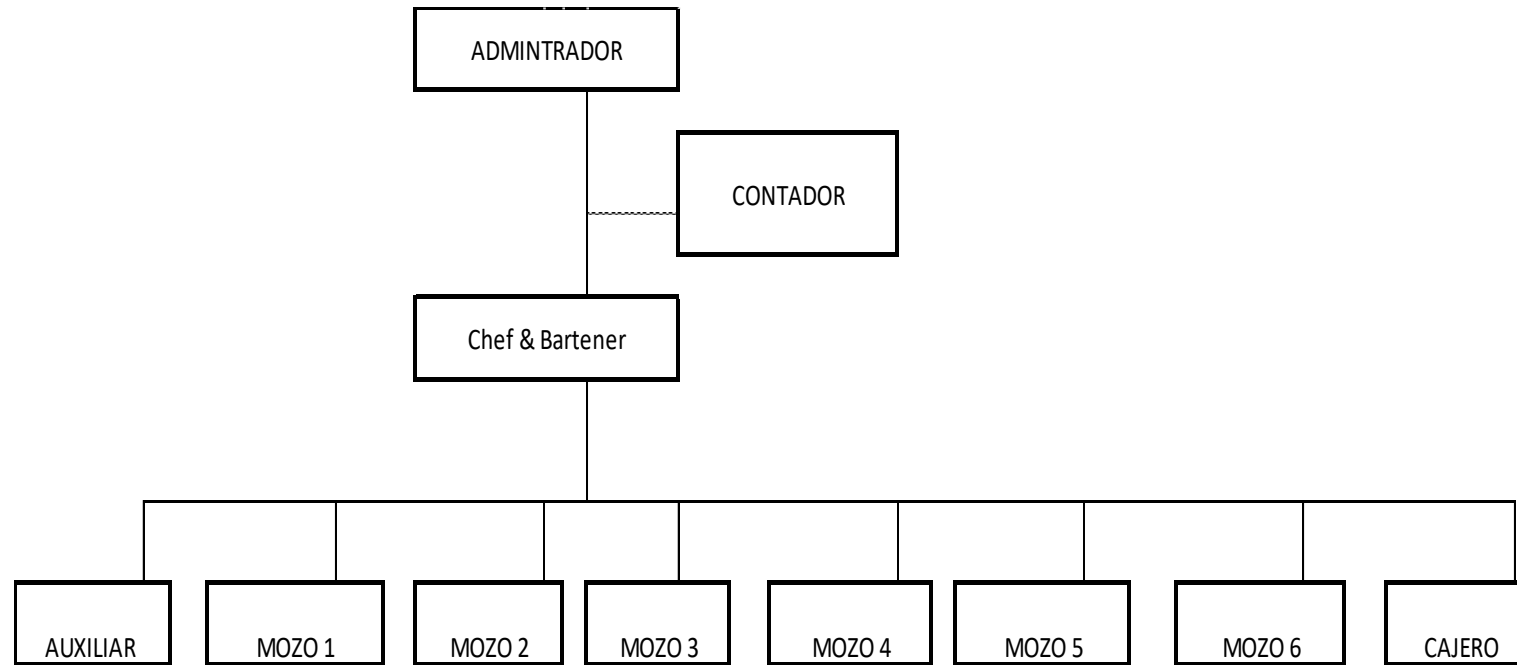 ADMINTRADOR
CONTADOR
Chef & Bartener
AUXILIAR
MOZO 1
MOZO 2
MOZO 3
MOZO 4
MOZO 5
MOZO 6
CAJERO